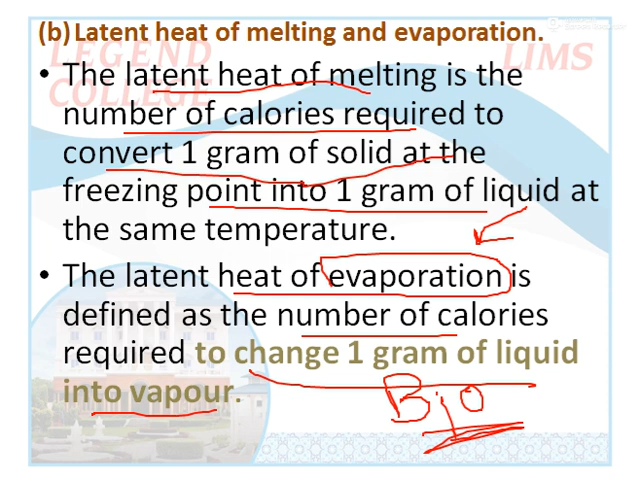 (b) Latent heat of melting and evaporation.
LEGEND LIMS
COLLEGE
• The latent heat of melting is the
number of calories required to
convert 1 gram of solid at the
freezing point into 1 gram of liquid at
the same temperature.
• The latent heat of evaporation is
defined as the number of calories
required to change 1 gram of liquid
into vapour.
Bio